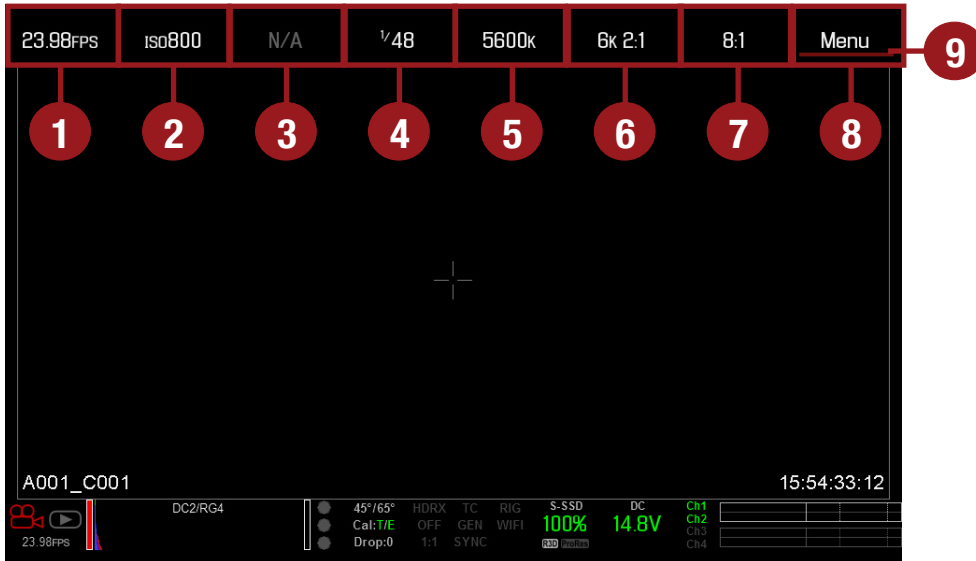 23.98FPS ISO800 N/A 1/48 5600K 6K 2:1 8:1 Menu 9
1 2 3 4 5 6 7 8
A001_C001 15:54:33:12
DC2/RG4 45°/65° HDRX TC RIG S-SSD DC Ch1
Cal:T/E OFF GEN WIFI 100% 14.8V Ch2
23.98FPS Drop:0 1:1 SYNC R3D ProRes Ch3
Ch4